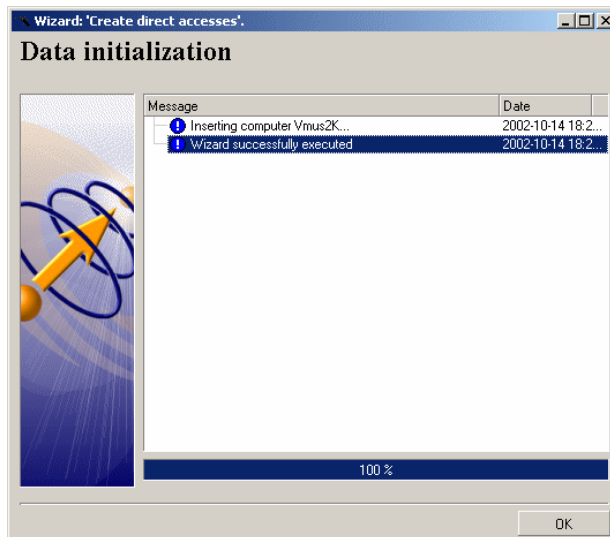 Wizard: 'Create direct accesses'.
Data initialization
Message Date
Inserting computer Vmus2K... 2002-10-14 18:2...
Wizard successfully executed 2002-10-14 18:2...
100 %
OK